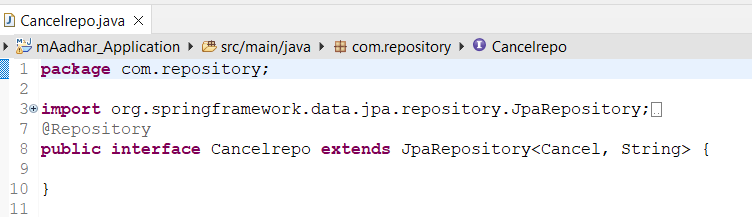 Cancelrepo.java
mAadhar_Application src/main/java com.repository Cancelrepo
1 package com.repository;
2
3 import org.springframework.data.jpa.repository.JpaRepository;
7 @Repository
8 public interface Cancelrepo extends JpaRepository<Cancel, String> {
9
10 }
11